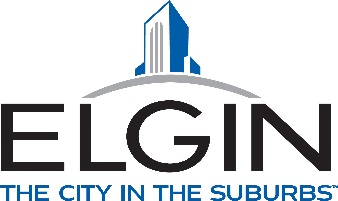 ELGIN
THE CITY IN THE SUBURBS™